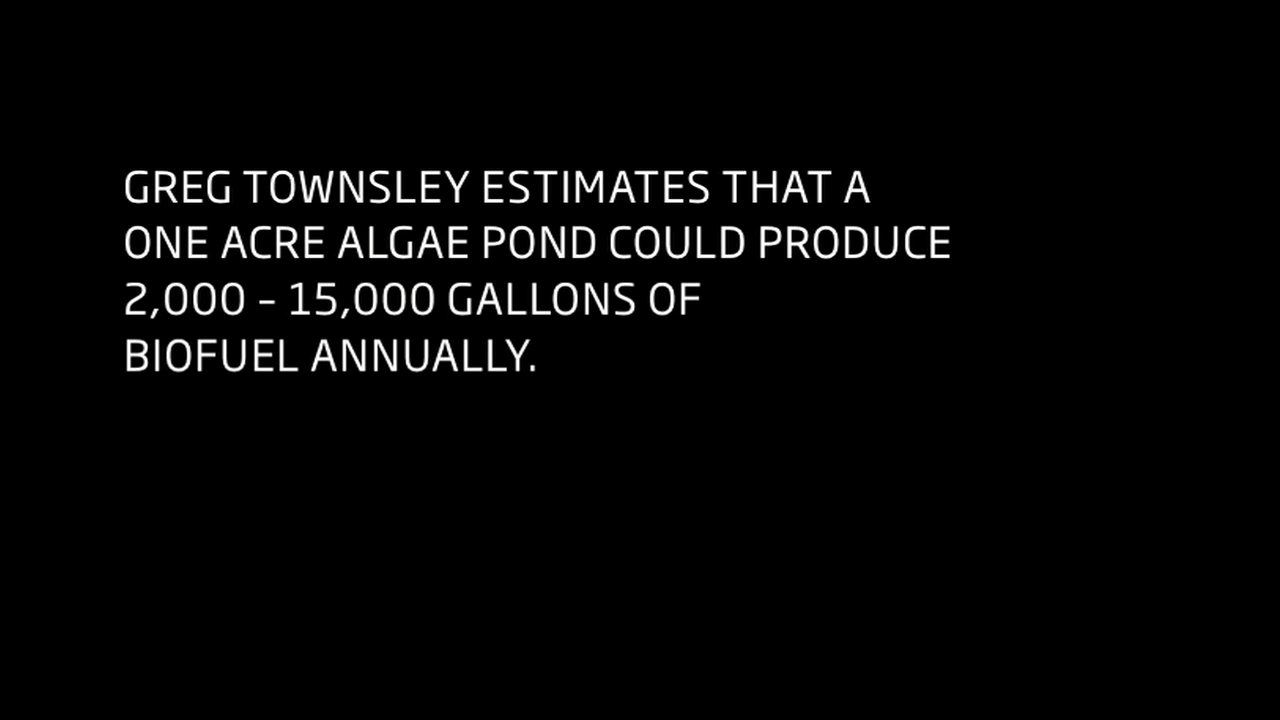 GREG TOWNSLEY ESTIMATES THAT A
ONE ACRE ALGAE POND COULD PRODUCE
2,000 – 15,000 GALLONS OF
BIOFUEL ANNUALLY.